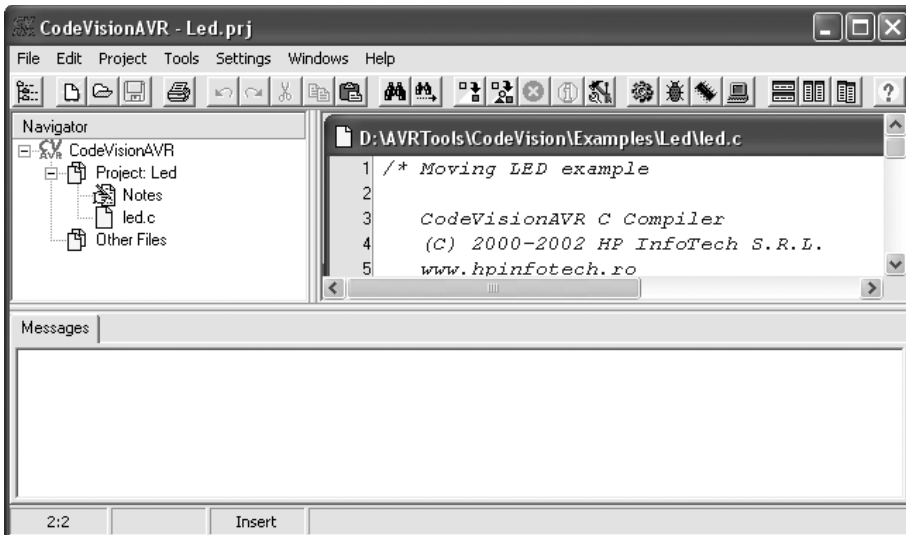 CodeVisionAVR - Led.prj
File Edit Project Tools Settings Windows Help
Navigator
CodeVisionAVR
Project: Led
Notes
led.c
Other Files
D:\AVRTools\CodeVision\Examples\Led\led.c
1 /* Moving LED example
2
3 CodeVisionAVR C Compiler
4 (C) 2000-2002 HP InfoTech S.R.L.
5 www.hpinfotech.ro
Messages
2:2 Insert